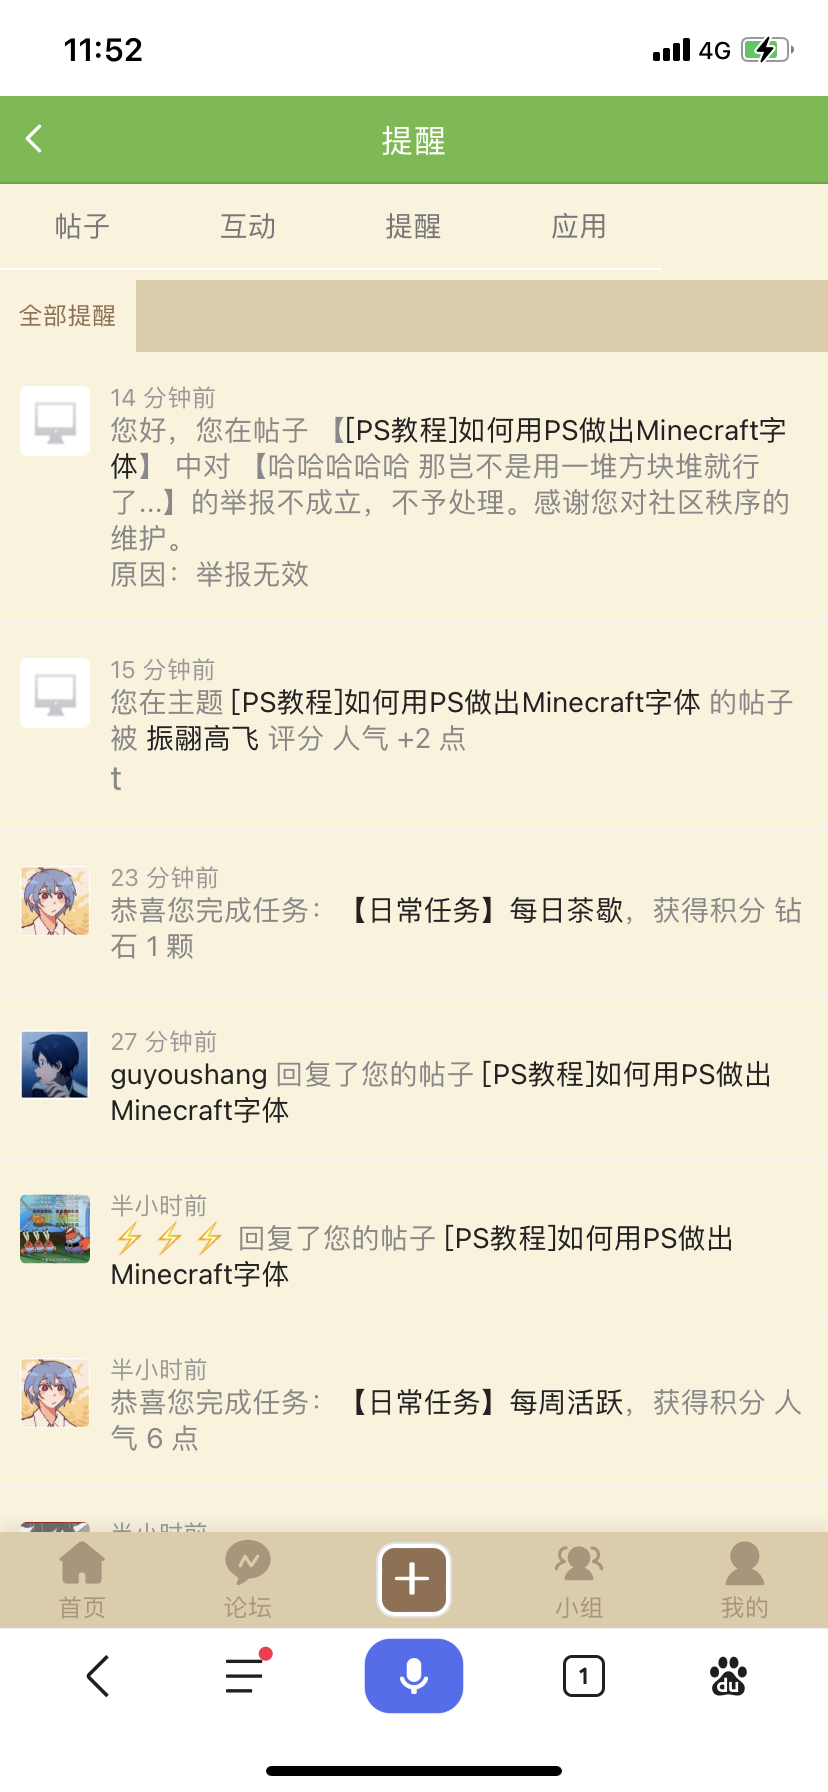 11:52
4G
提醒
帖子
互动
提醒
应用
全部提醒
14 分钟前
您好，您在帖子 【[PS教程]如何用PS做出Minecraft字
体】 中对 【哈哈哈哈哈 那岂不是用一堆方块堆就行
了...】的举报不成立，不予处理。感谢您对社区秩序的
维护。
原因：举报无效
15 分钟前
您在主题 [PS教程]如何用PS做出Minecraft字体 的帖子
被 振翮高飞 评分 人气 +2 点
t
23 分钟前
恭喜您完成任务：【日常任务】每日茶歇，获得积分 钻
石 1 颗
27 分钟前
guyoushang 回复了您的帖子 [PS教程]如何用PS做出
Minecraft字体
半小时前
⚡ ⚡ ⚡ 回复了您的帖子 [PS教程]如何用PS做出
Minecraft字体
半小时前
恭喜您完成任务：【日常任务】每周活跃，获得积分 人
气 6 点
半小时前
首页
论坛
小组
我的
1
du